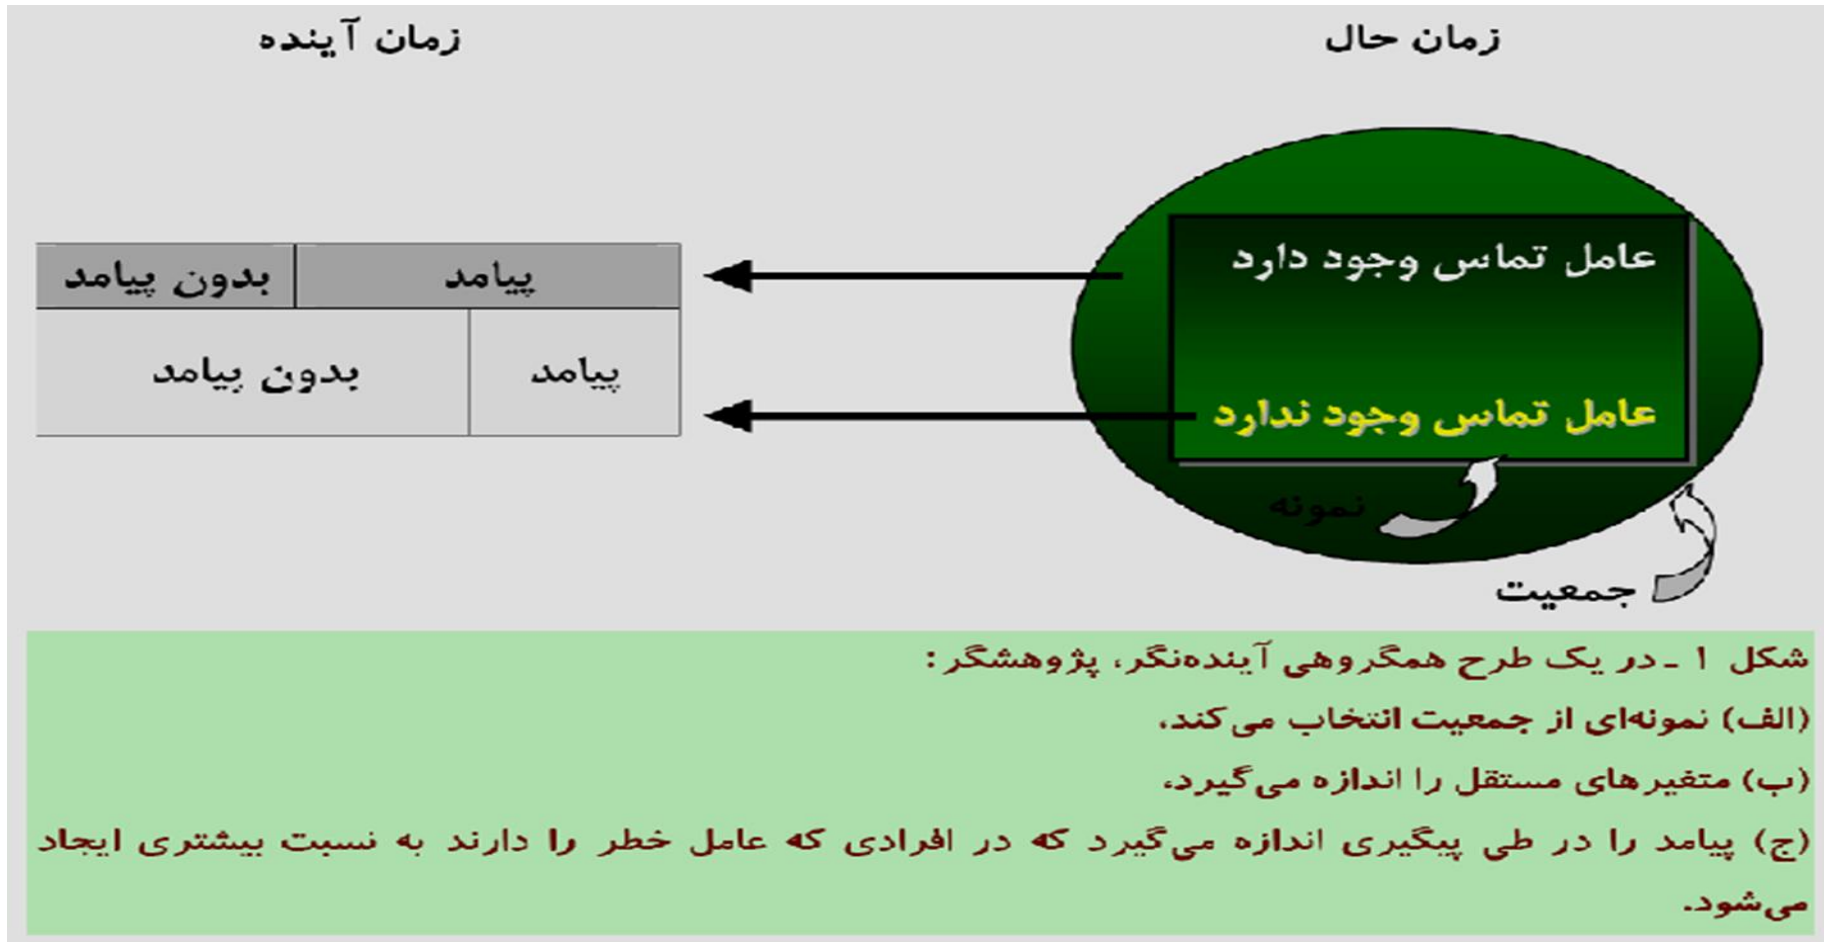 زمان حال
زمان آینده
عامل تماس وجود دارد
پیامد
بدون پیامد
عامل تماس وجود ندارد
پیامد
بدون پیامد
نمونه
جمعیت
شکل ۱ ـ در یک طرح همگروهی آینده‌نگر، پژوهشگر:
(الف) نمونه‌ای از جمعیت انتخاب می‌کند،
(ب) متغیرهای مستقل را اندازه می‌گیرد،
(ج) پیامد را در طی پیگیری اندازه می‌گیرد که در افرادی که عامل خطر را دارند به نسبت بیشتری ایجاد
می‌شود.